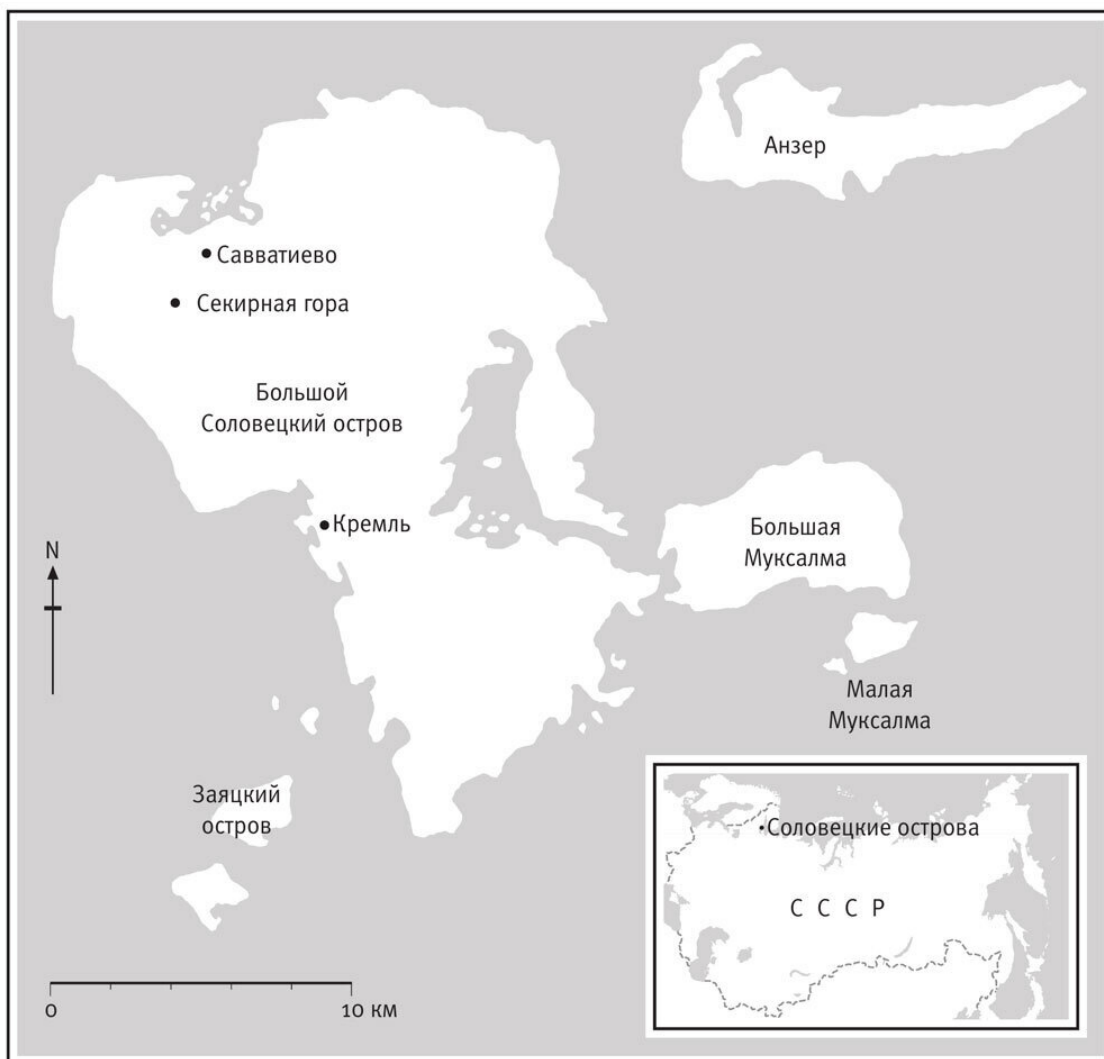 Анзер
Савватиево
Секирная гора
Большой
Соловецкий остров
Кремль
Большая
Муксалма
N
Малая
Муксалма
Заяцкий
остров
Соловецкие острова
С С С Р
0 10 км